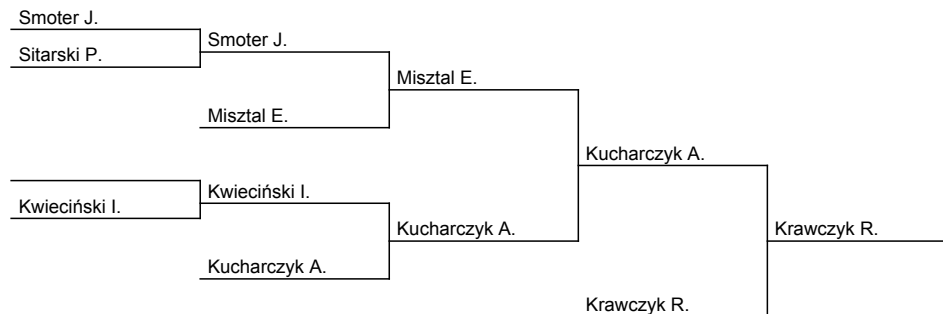 Smoter J.
Sitarski P.
Smoter J.
Misztal E.
Misztal E.
Kucharczyk A.
Kwieciński I.
Kwieciński I.
Kucharczyk A.
Krawczyk R.
Kucharczyk A.
Krawczyk R.